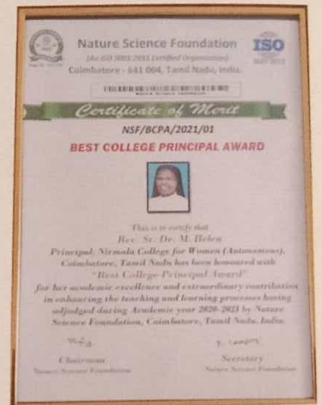 Nature Science Foundation
(An ISO 9001:2015 Certified Organization)
Coimbatore - 641 004, Tamil Nadu, India.
ISO
Certificate of Merit
NSF/BCPA/2021/01
BEST COLLEGE PRINCIPAL AWARD
This is to certify that
Rev. Sr. Dr. M. Helen
Principal, Nirmala College for Women (Autonomous),
Coimbatore, Tamil Nadu has been honoured with
"Best College-Principal Award"
for her academic excellence and extraordinary contribution
in enhancing the teaching and learning processes having
adjudged during Academic year 2020-2021 by Nature
Science Foundation, Coimbatore, Tamil Nadu, India.
Chairman
Secretary
Nature Science Foundation
Nature Science Foundation